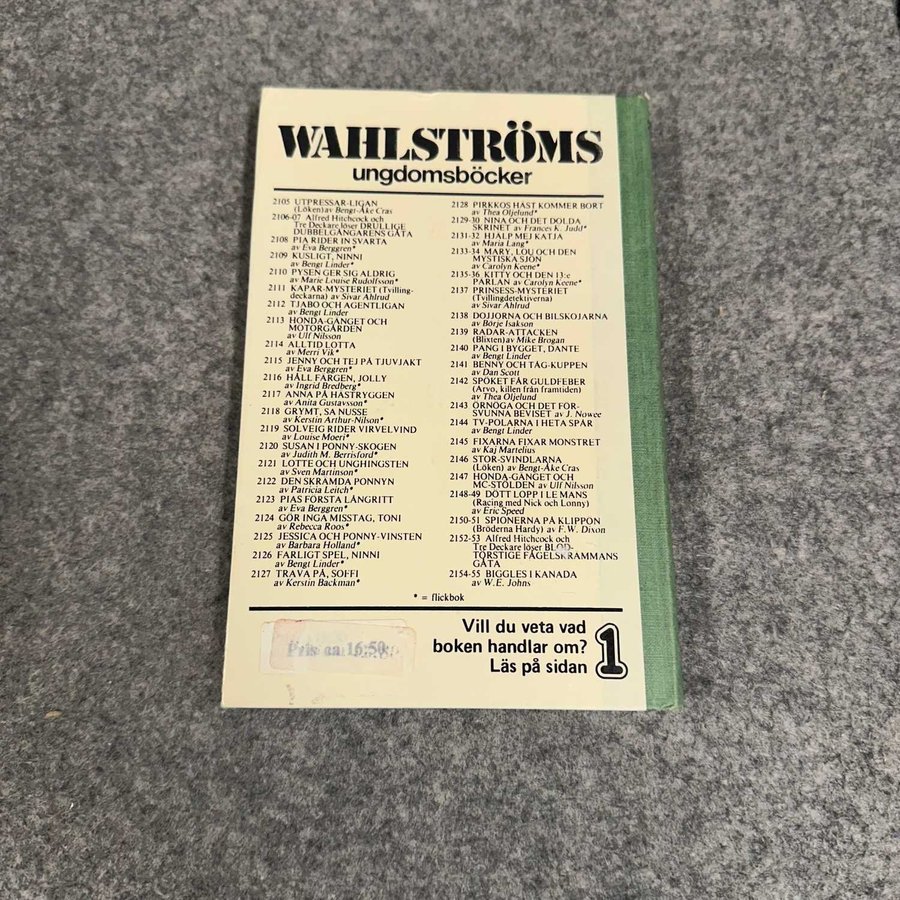 WAHLSTRÖMS
ungdomsböcker
2105 UTPRESSAR-LIGAN
(Löken) av Bengt-Åke Cras
2106-07 Alfred Hitchcock och
Tre Deckare löser DRULLIGE
DUBBELGÅNGARENS GÅTA
2108 PIA RIDER IN SVARTA
av Eva Berggren*
2109 KUSLIGT, NINNI
av Bengt Linder*
2110 PYSEN GER SIG ALDRIG
av Marie Louise Rudolfsson*
2111 KAPAR-MYSTERIET (Tvilling-
deckarna) av Sivar Ahlrud
2112 TJABO OCH AGENTLIGAN
av Bengt Linder
2113 HONDA-GÄNGET OCH
MOTORGÅRDEN
av Ulf Nilsson
2114 ALLTID LOTTA
av Merri Vik*
2115 JENNY OCH TEJ PÅ TJUVJAKT
av Eva Berggren*
2116 HÅLL FÄRGEN, JOLLY
av Ingrid Bredberg*
2117 ANNA PÅ HÄSTRYGGEN
av Anita Gustavsson*
2118 GRYMT, SA NUSSE
av Kerstin Arthur-Nilson*
2119 SOLVEIG RIDER VIRVELVIND
av Louise Moeri*
2120 SUSAN I PONNY-SKOGEN
av Judith M. Berrisford*
2121 LOTTE OCH UNGHINGSTEN
av Sven Martinson*
2122 DEN SKRÄMDA PONNYN
av Patricia Leitch*
2123 PIAS FÖRSTA LÅNGRITT
av Eva Berggren*
2124 GÖR INGA MISSTAG, TONI
av Rebecca Roos*
2125 JESSICA OCH PONNY-VINSTEN
av Barbara Holland*
2126 FARLIGT SPEL, NINNI
av Bengt Linder*
2127 TRAVA PÅ, SOFFI
av Kerstin Backman*
2128 PIRKKOS HÄST KOMMER BORT
av Thea Oljelund*
2129-30 NINA OCH DET DOLDA
SKRINET av Frances K. Judd*
2131-32 HJÄLP MEJ KATJA
av Maria Lang*
2133-34 MARY, LOU OCH DEN
MYSTISKA SJÖN
av Carolyn Keene*
2135-36 KITTY OCH DEN 13:e
PÄRLAN av Carolyn Keene*
2137 PRINSESS-MYSTERIET
(Tvillingdetektiverna)
av Sivar Ahlrud
2138 DOJJORNA OCH BILSKOJARNA
av Börje Isakson
2139 RADAR-ATTACKEN
(Blixten) av Mike Brogan
2140 PANG I BYGGET, DANTE
av Bengt Linder
2141 BENNY OCH TÅG-KUPPEN
av Dan Scott
2142 SPÖKET FÅR GULDFEBER
(Arvo, killen från framtiden)
av Thea Oljelund
2143 ÖRNÖGA OCH DET FÖR-
SVUNNA BEVISET av J. Nowee
2144 TV-POLARNA I HETA SPÅR
av Bengt Linder
2145 FIXARNA FIXAR MONSTRET
av Kaj Martelius
2146 STOR-SVINDLARNA
(Löken) av Bengt-Åke Cras
2147 HONDA-GÄNGET OCH
MC-STÖLDEN av Ulf Nilsson
2148-49 DÖTT LOPP I LE MANS
(Racing med Nick och Lonny)
av Eric Speed
2150-51 SPIONERNA PÅ KLIPPÖN
(Bröderna Hardy) av F.W. Dixon
2152-53 Alfred Hitchcock och
Tre Deckare löser BLOD-
TÖRSTIGE FÅGELSKRÄMMANS
GÅTA
2154-55 BIGGLES I KANADA
av W.E. Johns
* = flickbok
Pris ca: 16:50
Vill du veta vad
boken handlar om?
Läs på sidan 1